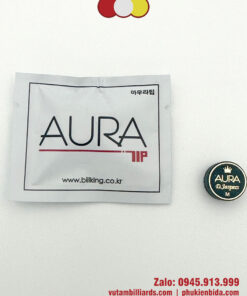 아우라팁
AURA
TIP
www.billking.co.kr
AURA
M
Zalo: 0945.913.999
vutambilliards.com | phukienbida.com